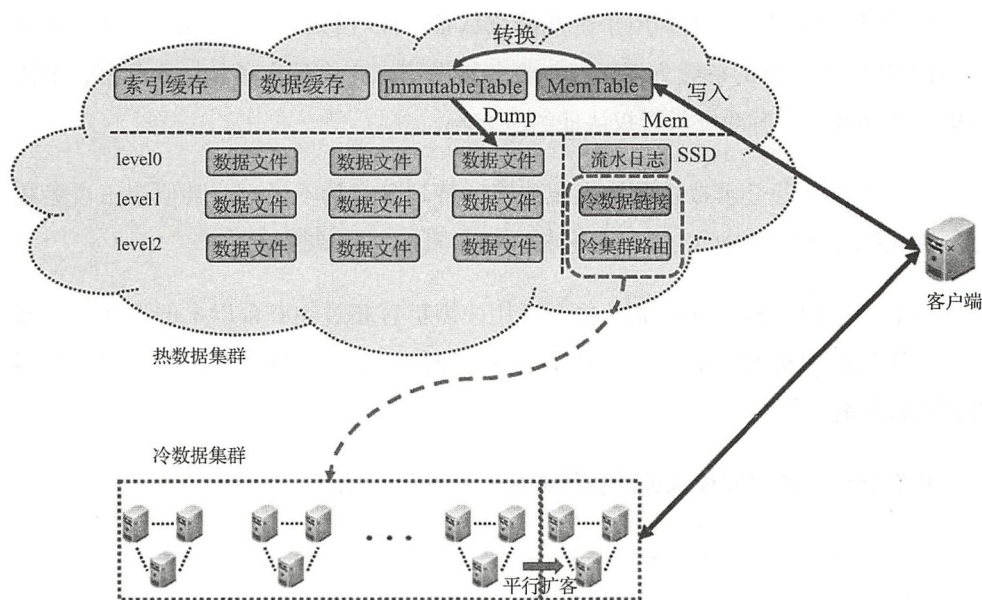 转换
索引缓存
数据缓存
ImmutableTable
MemTable
写入
Dump
Mem
level0
数据文件
数据文件
数据文件
流水日志
SSD
level1
数据文件
数据文件
数据文件
冷数据链接
level2
数据文件
数据文件
数据文件
冷集群路由
客户端
热数据集群
冷数据集群
...
平行扩客